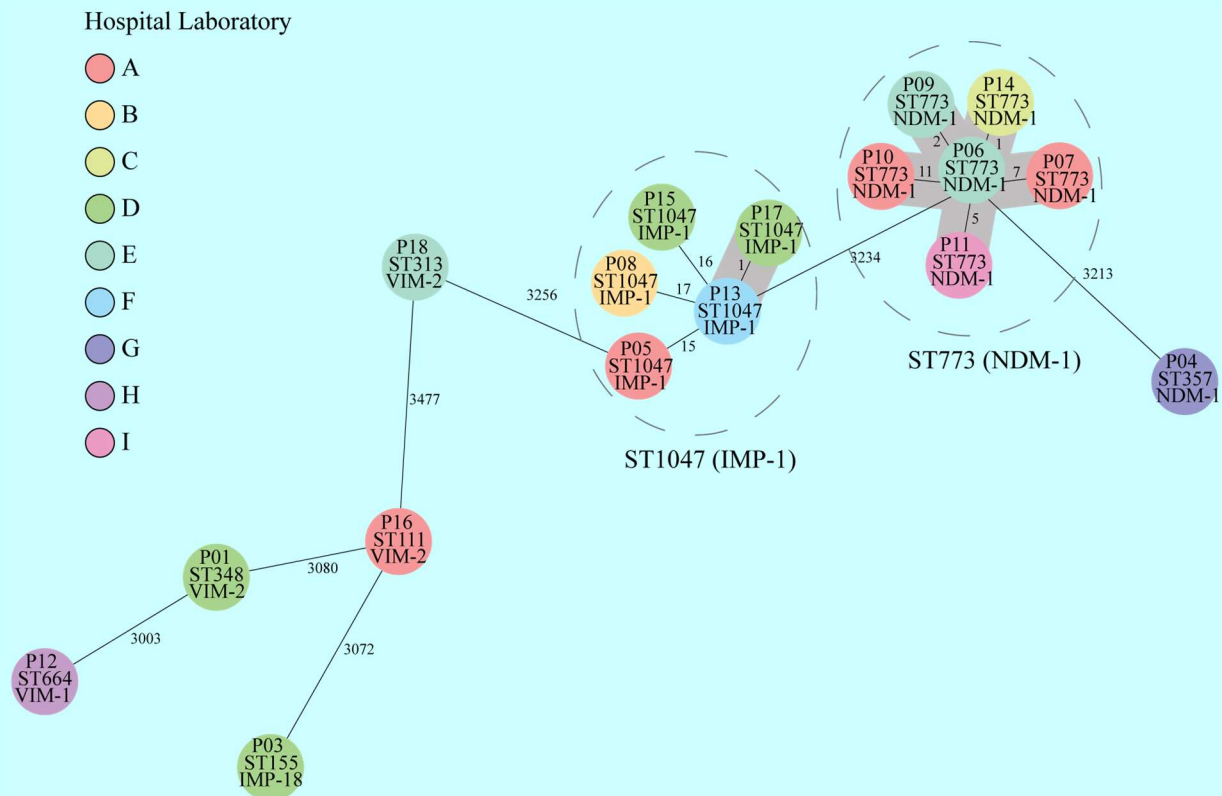 Hospital Laboratory
A
B
C
D
E
F
G
H
I
P09
ST773
NDM-1
P14
ST773
NDM-1
P10
ST773
NDM-1
P06
ST773
NDM-1
P07
ST773
NDM-1
P11
ST773
NDM-1
2
1
11
7
5
ST773 (NDM-1)
P15
ST1047
IMP-1
P17
ST1047
IMP-1
P08
ST1047
IMP-1
P13
ST1047
IMP-1
P05
ST1047
IMP-1
16
1
17
15
ST1047 (IMP-1)
3234
3213
P04
ST357
NDM-1
P18
ST313
VIM-2
3256
3477
P16
ST111
VIM-2
P01
ST348
VIM-2
3080
3003
3072
P12
ST664
VIM-1
P03
ST155
IMP-18